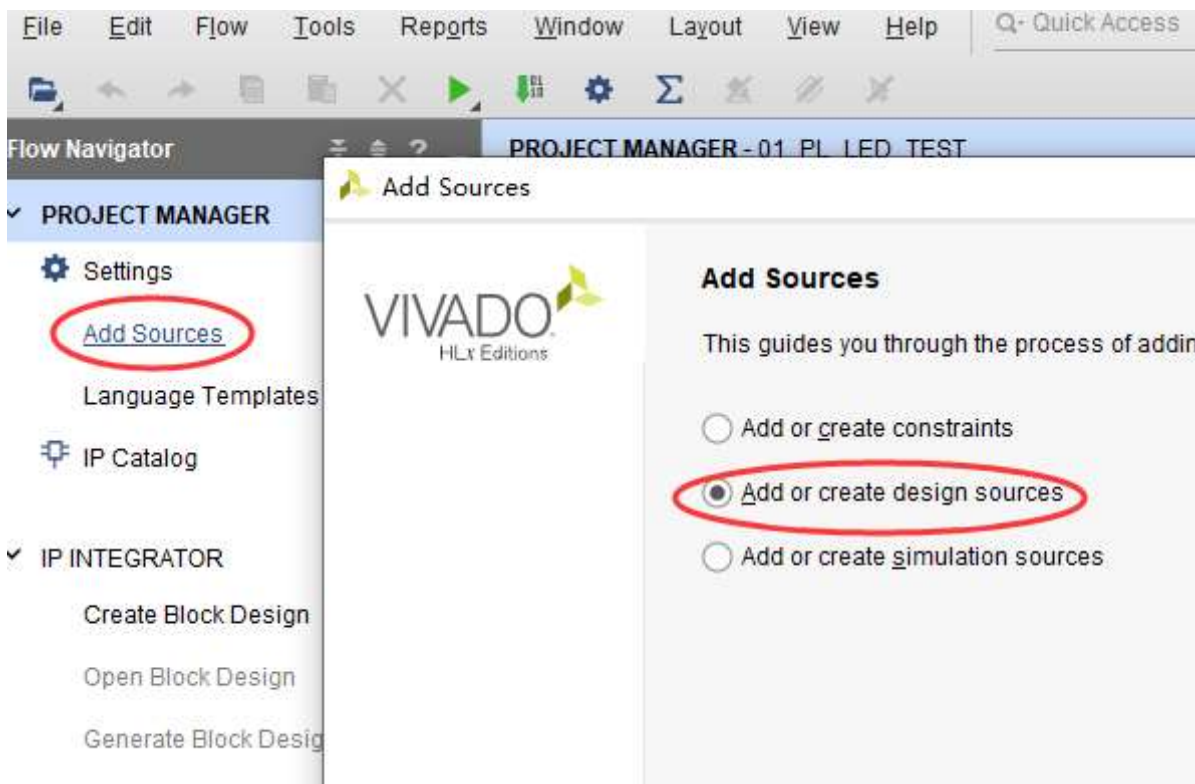 File Edit Flow Tools Reports Window Layout View Help Q- Quick Access
Flow Navigator
PROJECT MANAGER - 01_PL_LED_TEST
PROJECT MANAGER
Settings
Add Sources
Language Templates
IP Catalog
IP INTEGRATOR
Create Block Design
Open Block Design
Generate Block Desig
Add Sources
VIVADO
HLx Editions
Add Sources
This guides you through the process of addin
Add or create constraints
Add or create design sources
Add or create simulation sources